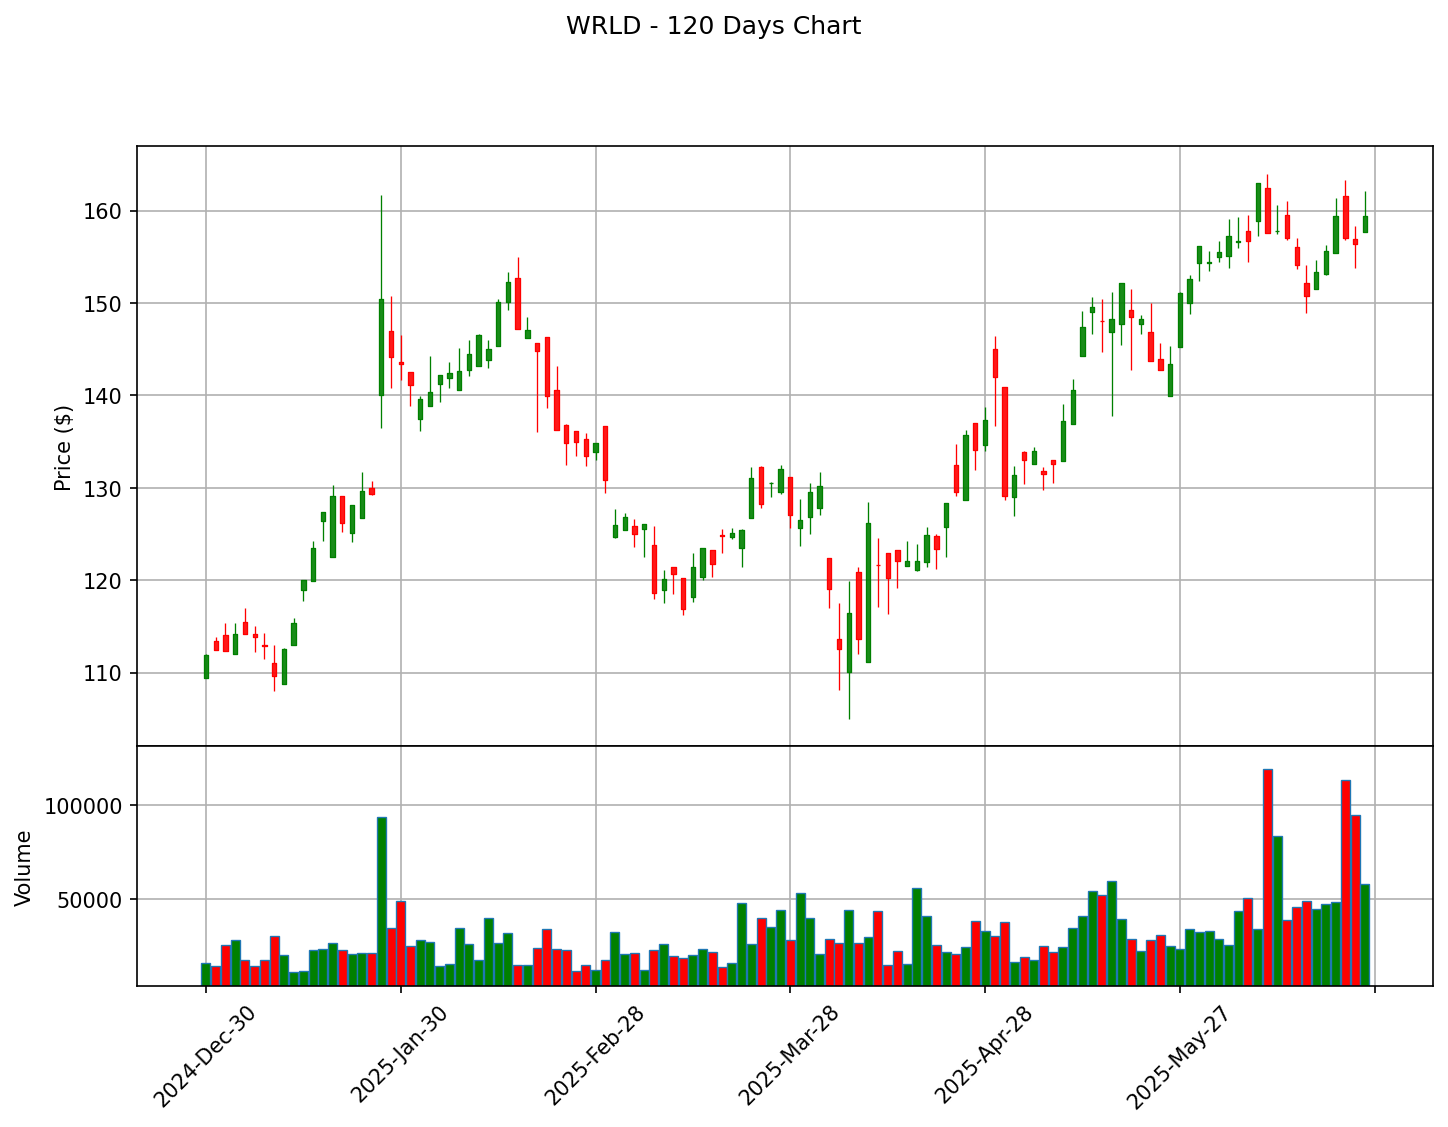 WRLD - 120 Days Chart
Price ($)
160
150
140
130
120
110
Volume
100000
50000
2024-Dec-30
2025-Jan-30
2025-Feb-28
2025-Mar-28
2025-Apr-28
2025-May-27